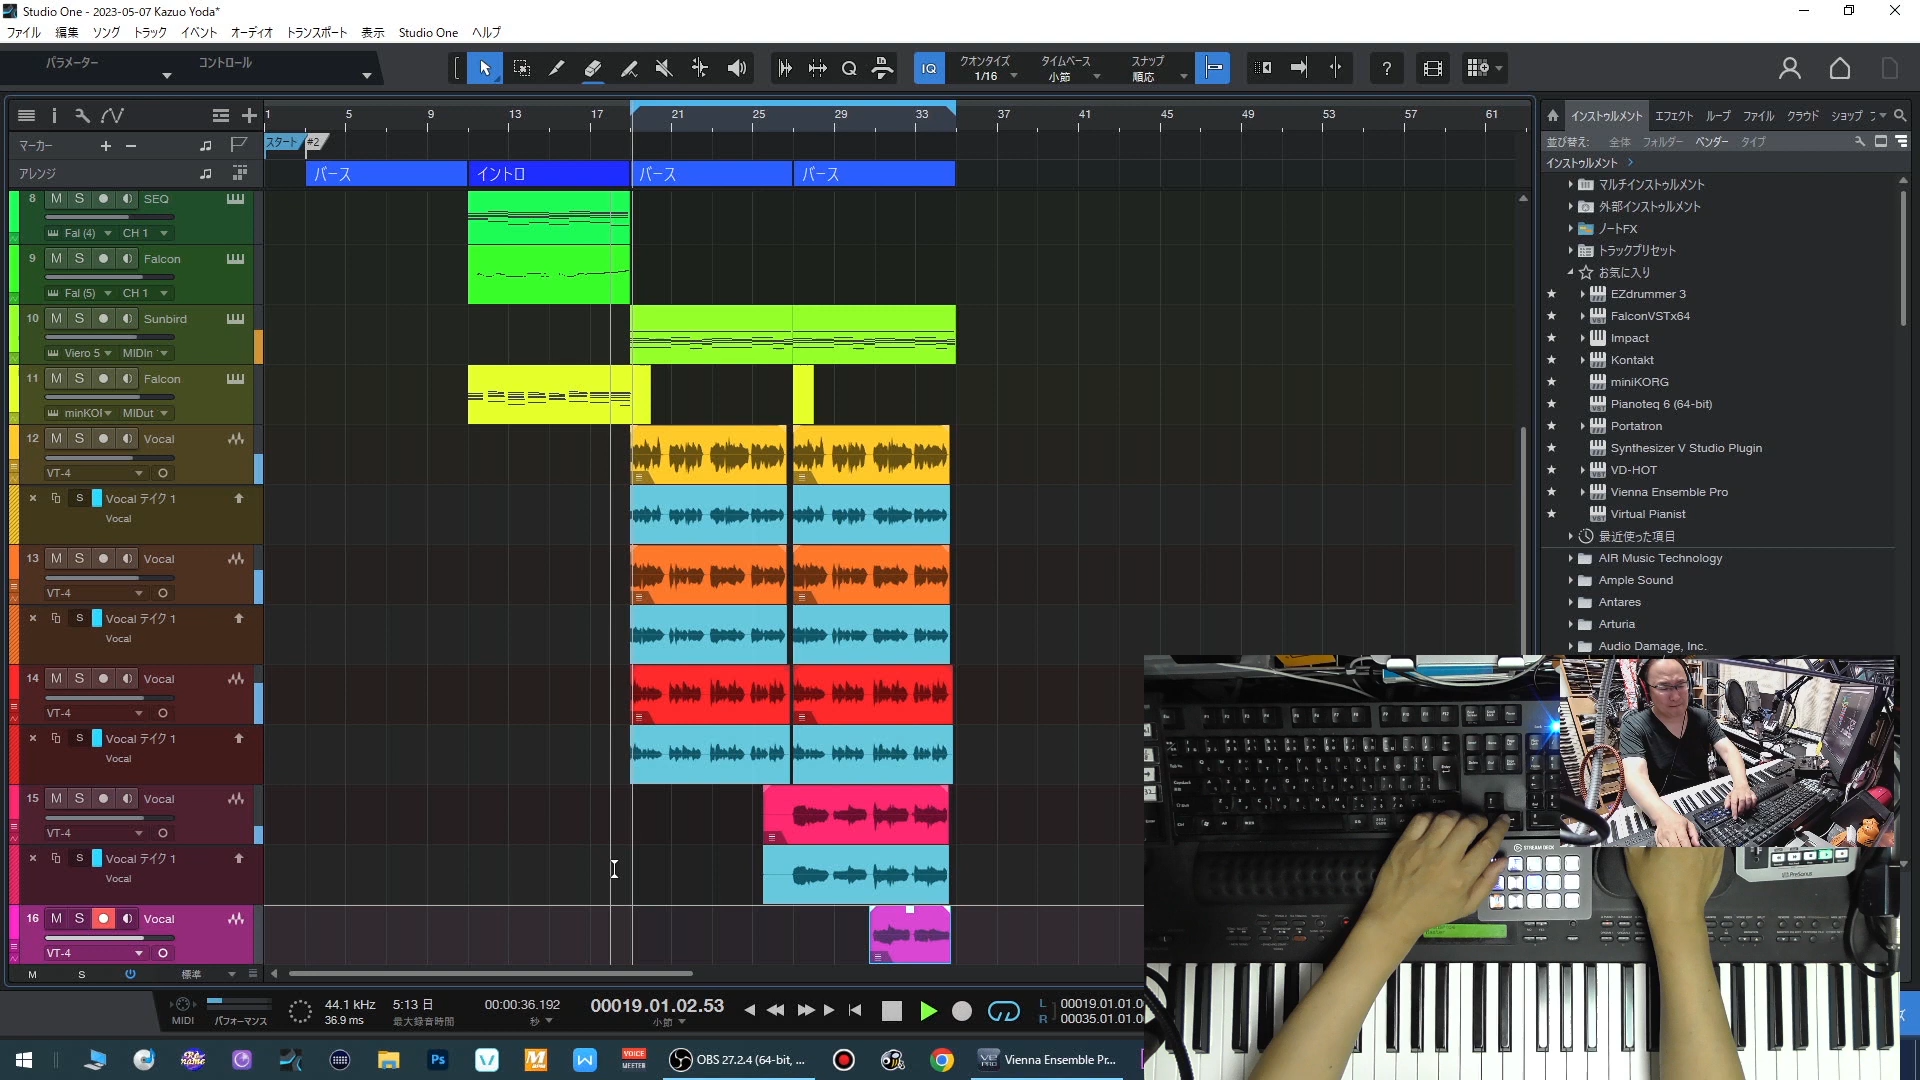 Studio One - 2023-05-07 Kazuo Yoda*
ファイル 編集 ソング トラック イベント オーディオ トランスポート 表示 Studio One ヘルプ
パラメーター コントロール
IQ クオンタイズ 1/16 タイムベース 小節 スナップ 順応 ?
1 5 9 13 17 21 25 29 33 37 41 45 49 53 57 61
マーカー + −
スタート #2
アレンジ
バース イントロ バース バース
8 M S SEQ
Fal (4) CH 1
9 M S Falcon
Fal (5) CH 1
10 M S Sunbird
Viero 5 MIDIn
11 M S Falcon
minKOI MIDut
12 M S Vocal
VT-4
S Vocal テイク 1
Vocal
13 M S Vocal
VT-4
S Vocal テイク 1
Vocal
14 M S Vocal
VT-4
S Vocal テイク 1
Vocal
15 M S Vocal
VT-4
S Vocal テイク 1
Vocal
16 M S Vocal
VT-4
M S 標準
インストゥルメント エフェクト ループ ファイル クラウド ショップ
並び替え: 全体 フォルダー ベンダー タイプ
インストゥルメント
マルチインストゥルメント
外部インストゥルメント
ノートFX
トラックプリセット
お気に入り
EZdrummer 3
FalconVSTx64
Impact
Kontakt
miniKORG
Pianoteq 6 (64-bit)
Portatron
Synthesizer V Studio Plugin
VD-HOT
Vienna Ensemble Pro
Virtual Pianist
最近使った項目
AIR Music Technology
Ample Sound
Antares
Arturia
Audio Damage, Inc.
STREAM DECK
PreSonus
MIDI パフォーマンス
44.1 kHz
36.9 ms
5:13 日
最大録音時間
00:00:36.192
秒
00019.01.02.53
小節
L 00019.01.01.0
R 00035.01.01.0
Ps
VOICE MEETER
OBS 27.2.4 (64-bit, ...
Vienna Ensemble Pr...